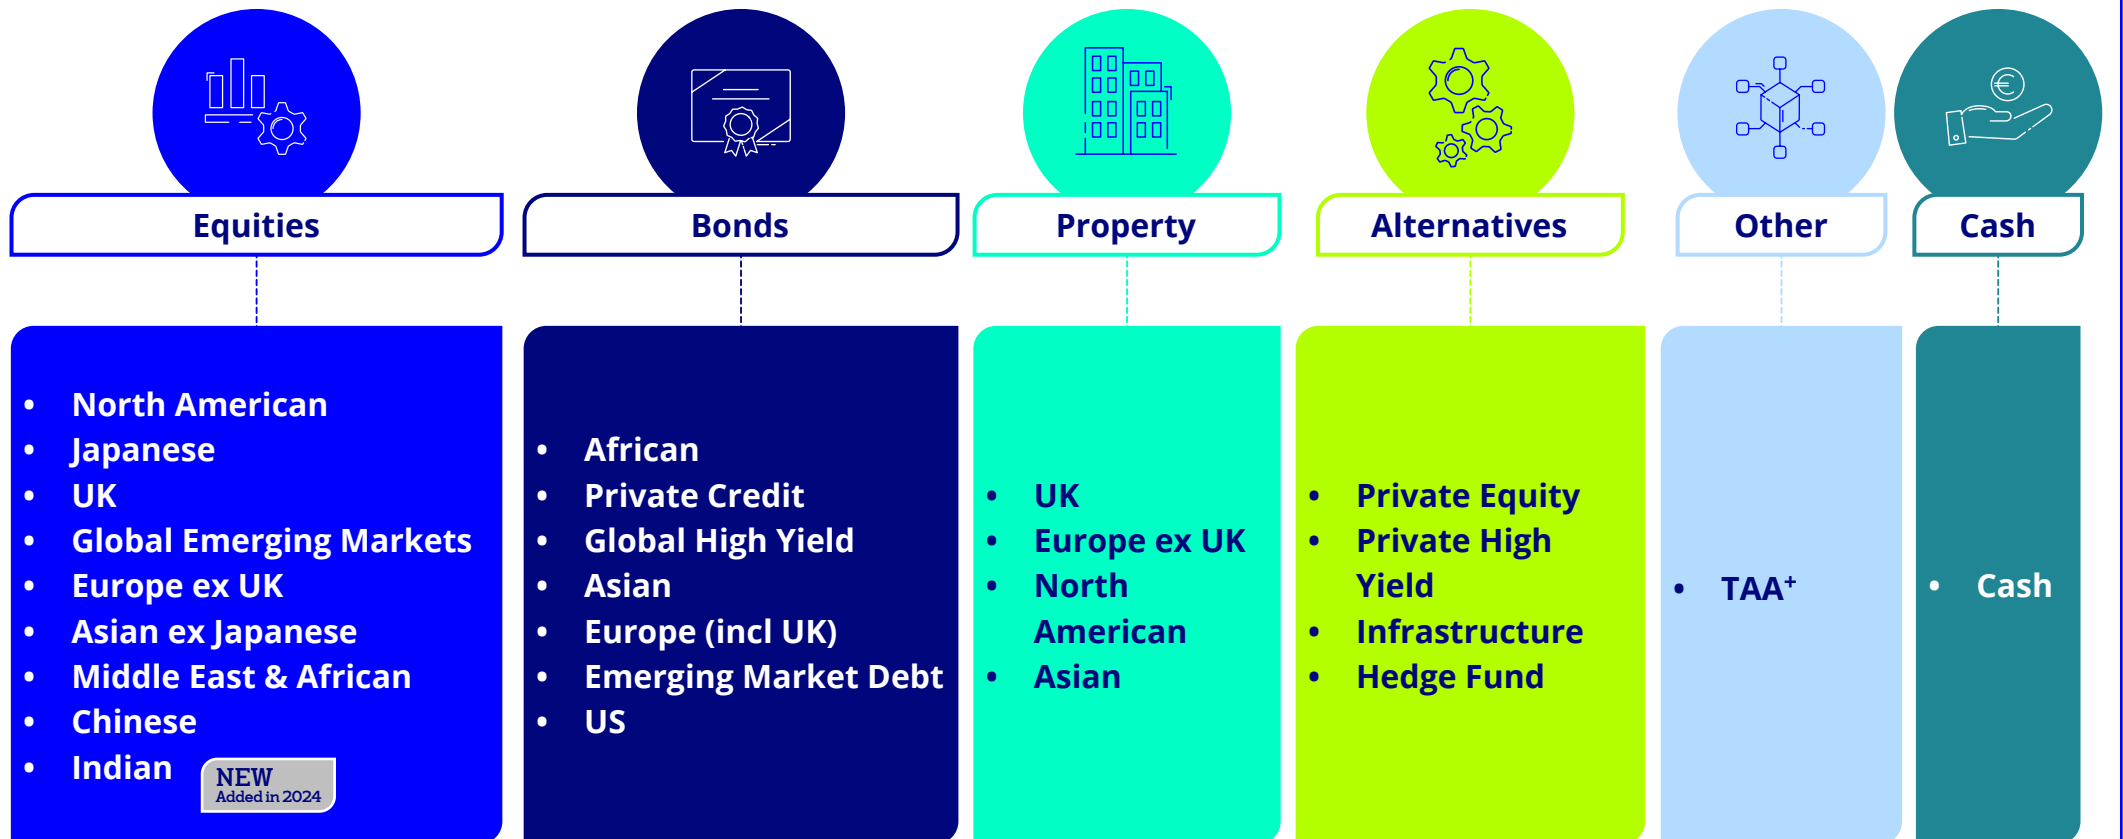 Equities
• North American
• Japanese
• UK
• Global Emerging Markets
• Europe ex UK
• Asian ex Japanese
• Middle East & African
• Chinese
• Indian
NEW
Added in 2024
Bonds
• African
• Private Credit
• Global High Yield
• Asian
• Europe (incl UK)
• Emerging Market Debt
• US
Property
• UK
• Europe ex UK
• North
American
• Asian
Alternatives
• Private Equity
• Private High
Yield
• Infrastructure
• Hedge Fund
Other
• TAA⁺
€
Cash
• Cash